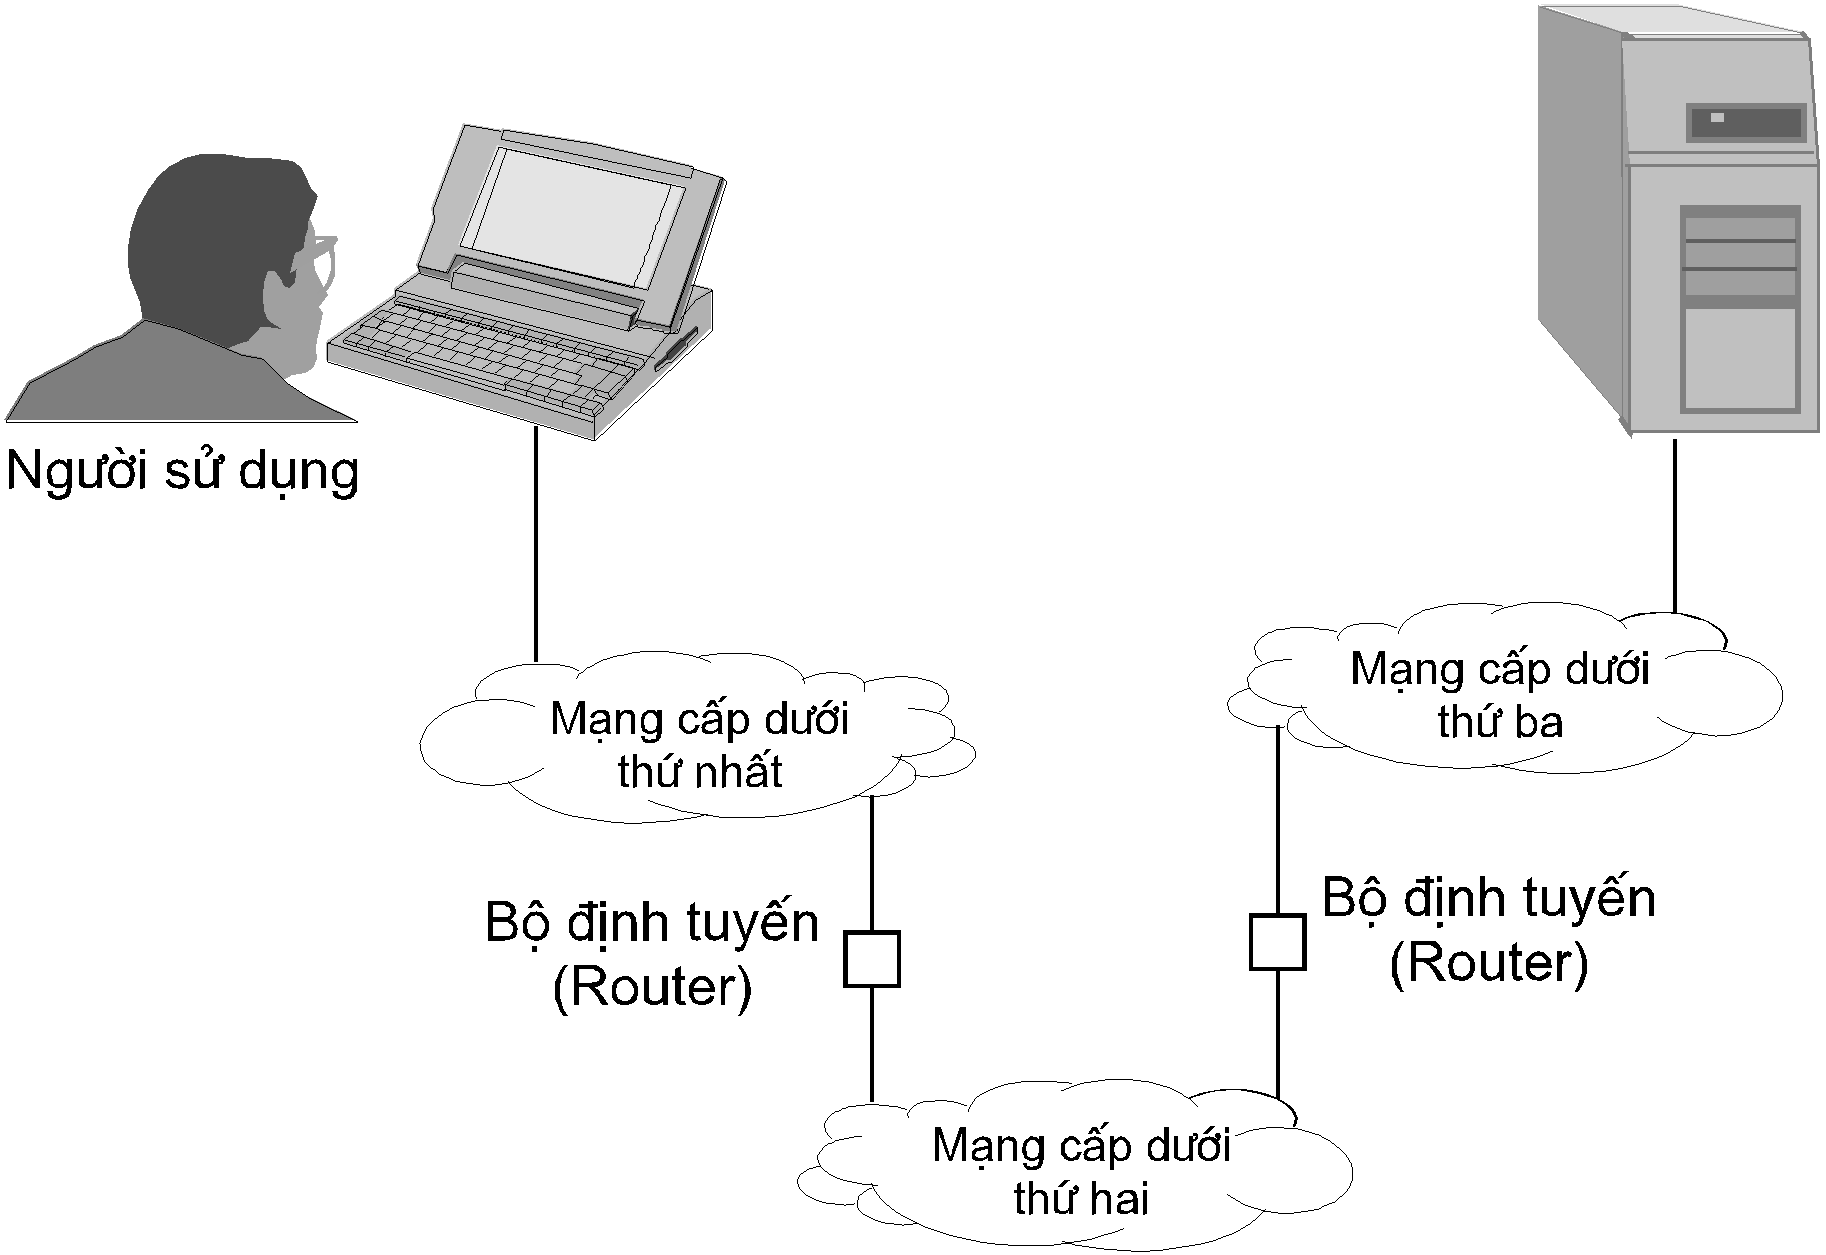 Người sử dụng
Mạng cấp dưới
thứ nhất
Mạng cấp dưới
thứ ba
Bộ định tuyến
(Router)
Bộ định tuyến
(Router)
Mạng cấp dưới
thứ hai